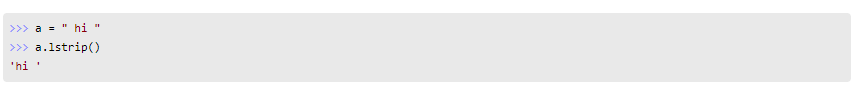 >>> a = " hi "
>>> a.lstrip()
'hi '